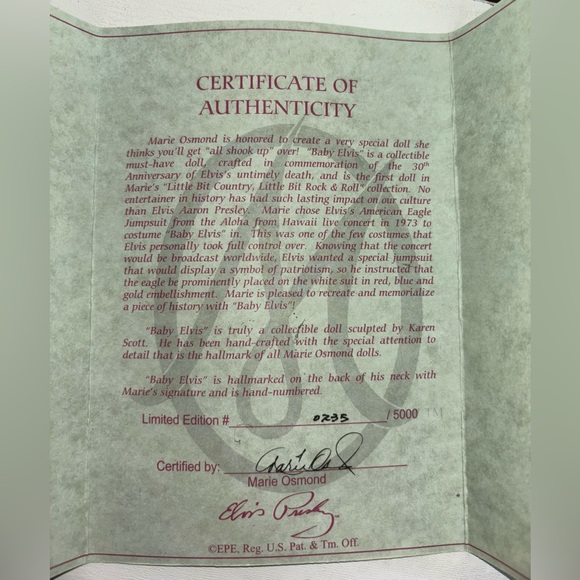 CERTIFICATE OF
AUTHENTICITY
Marie Osmond is honored to create a very special doll she
thinks you'll get "all shook up" over! "Baby Elvis" is a collectible
must-have doll, crafted in commemoration of the 30th
Anniversary of Elvis's untimely death, and is the first doll in
Marie's "Little Bit Country, Little Bit Rock & Roll" collection. No
entertainer in history has had such lasting impact on our culture
than Elvis Aaron Presley. Marie chose Elvis's American Eagle
Jumpsuit from the Aloha from Hawaii live concert in 1973 to
costume "Baby Elvis" in. This was one of the few costumes that
Elvis personally took full control over. Knowing that the concert
would be broadcast worldwide, Elvis wanted a special jumpsuit
that would display a symbol of patriotism, so he instructed that
the eagle be prominently placed on the white suit in red, blue and
gold embellishment. Marie is pleased to recreate and memorialize
a piece of history with "Baby Elvis"!
"Baby Elvis" is truly a collectible doll sculpted by Karen
Scott. He has been hand-crafted with the special attention to
detail that is the hallmark of all Marie Osmond dolls.
"Baby Elvis" is hallmarked on the back of his neck with
Marie's signature and is hand-numbered.
Limited Edition # 0235 /5000 TM
Certified by: Marie Osmond
Marie Osmond
Elvis Presley
©EPE, Reg. U.S. Pat. & Tm. Off.